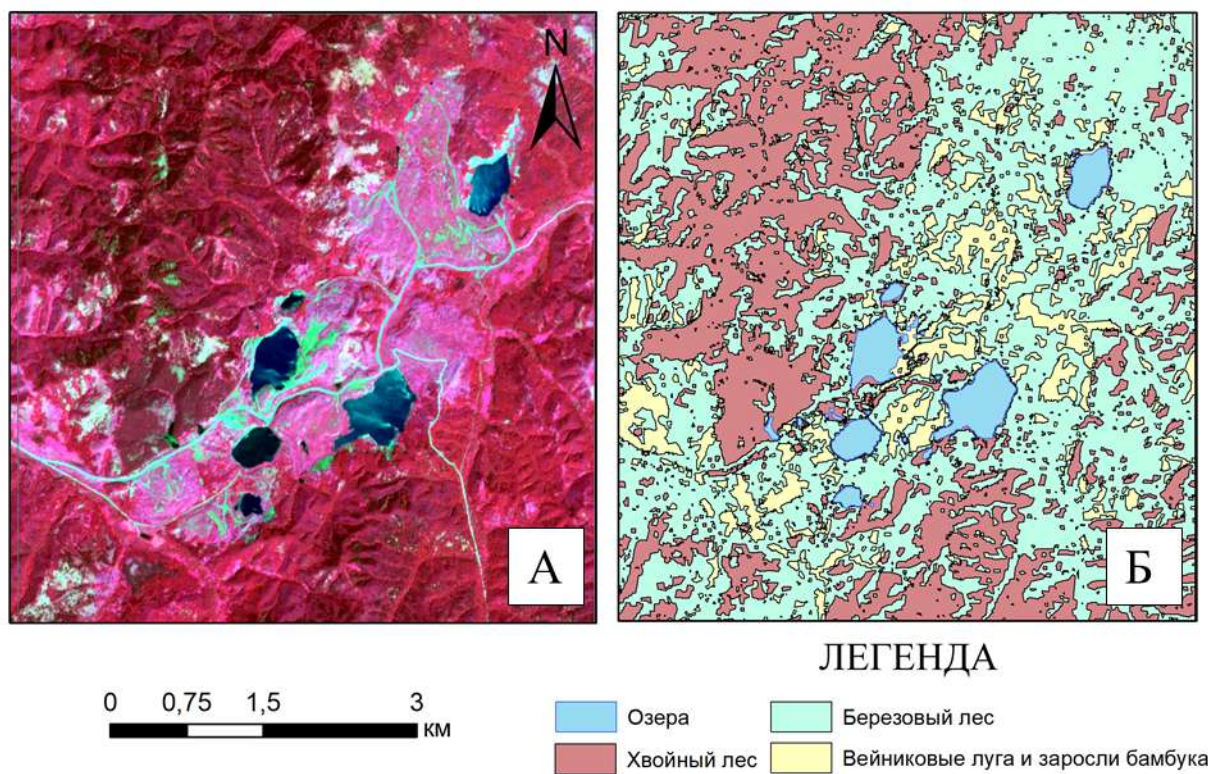 N
А
Б
ЛЕГЕНДА
0 0,75 1,5 3
км
Озера
Березовый лес
Хвойный лес
Вейниковые луга и заросли бамбука